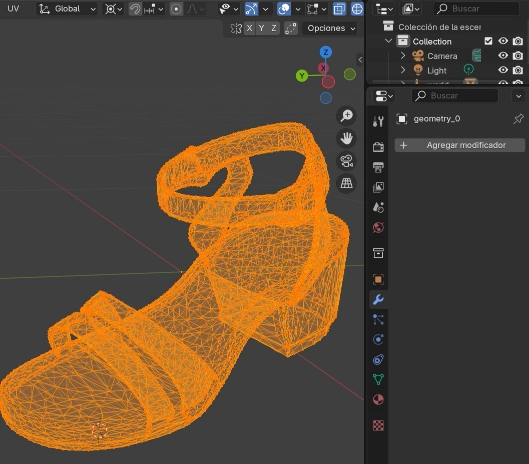 UV Global
Buscar
X Y Z Opciones
Colección de la escer
Collection
Camera
Light
Z
X
Y
Buscar
geometry_0
Agregar modificador